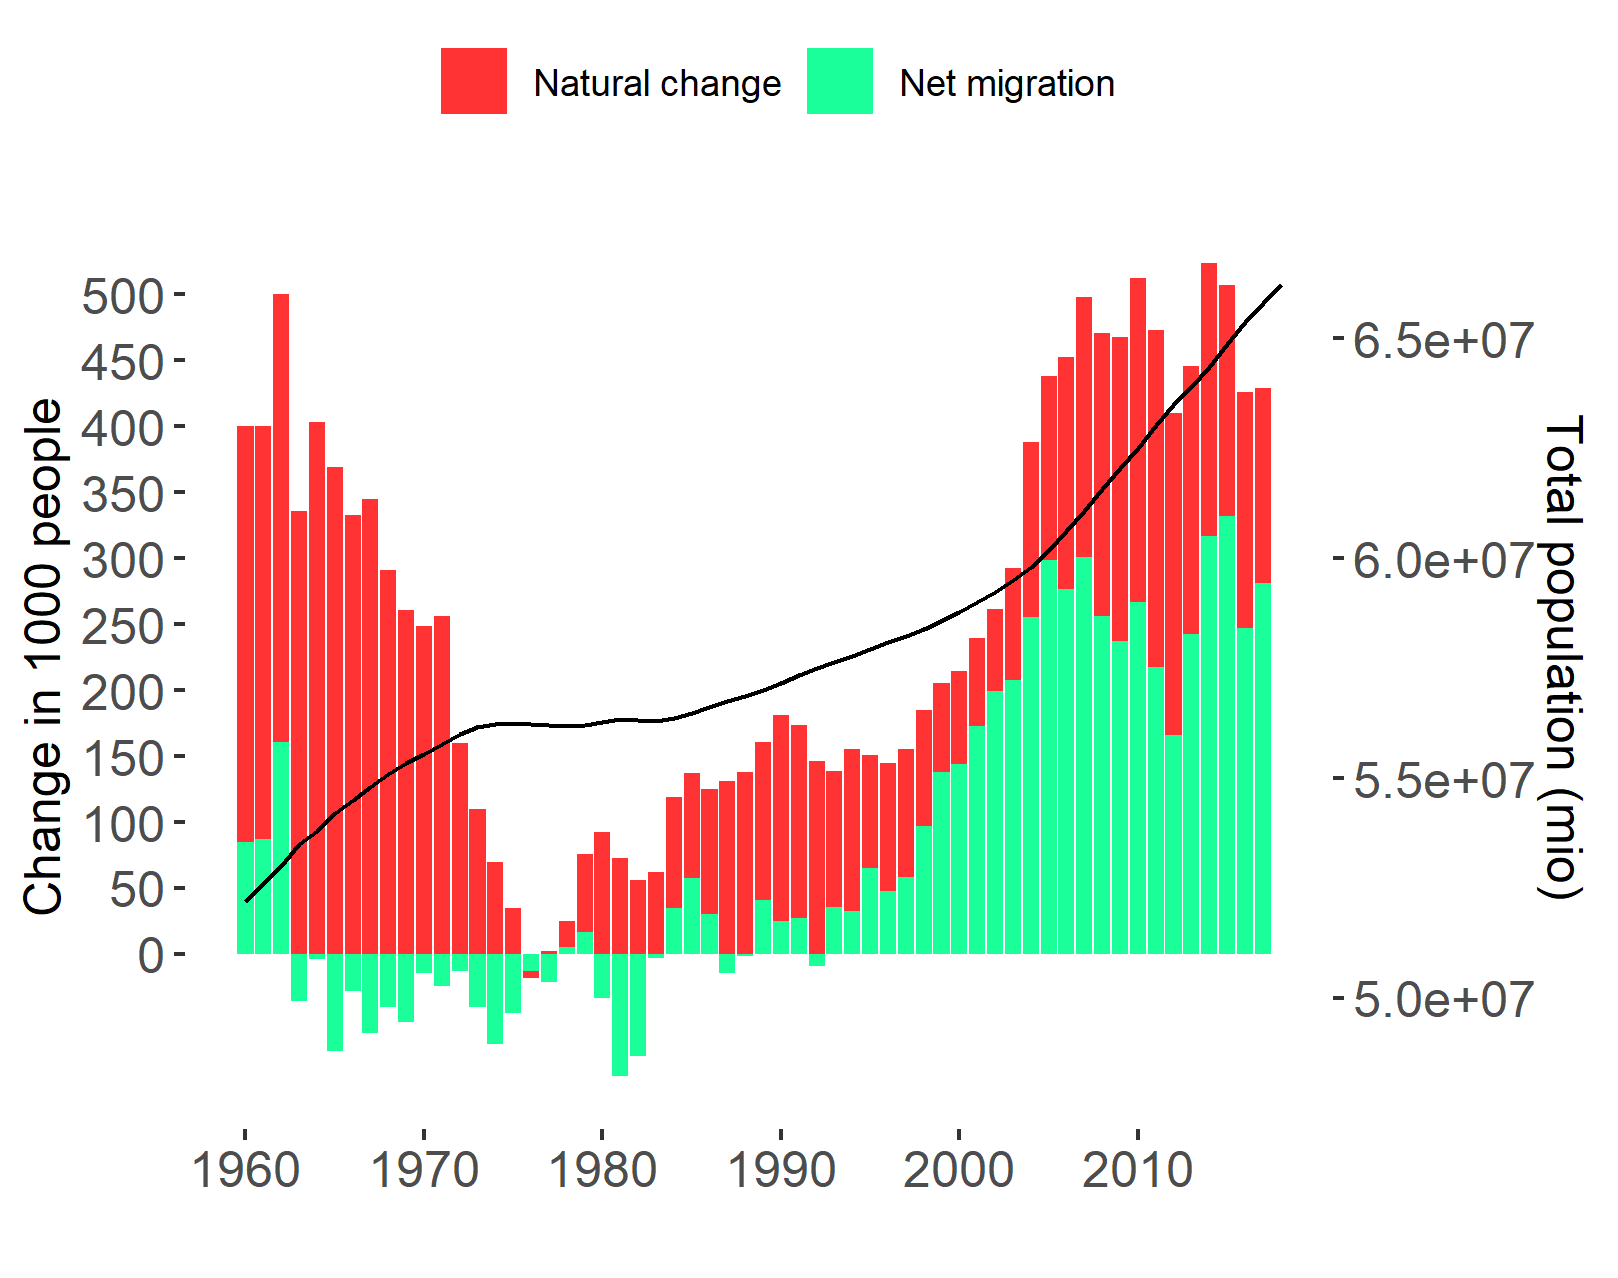 Natural change Net migration
500
450
400
350
300
250
200
150
100
50
0
Change in 1000 people
6.5e+07
6.0e+07
5.5e+07
5.0e+07
Total population (mio)
1960 1970 1980 1990 2000 2010